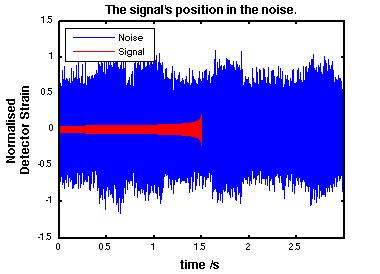 The signal's position in the noise.
Noise
Signal
1.5
1
0.5
0
-0.5
-1
-1.5
Normalised
Detector Strain
0 0.5 1 1.5 2 2.5
time /s